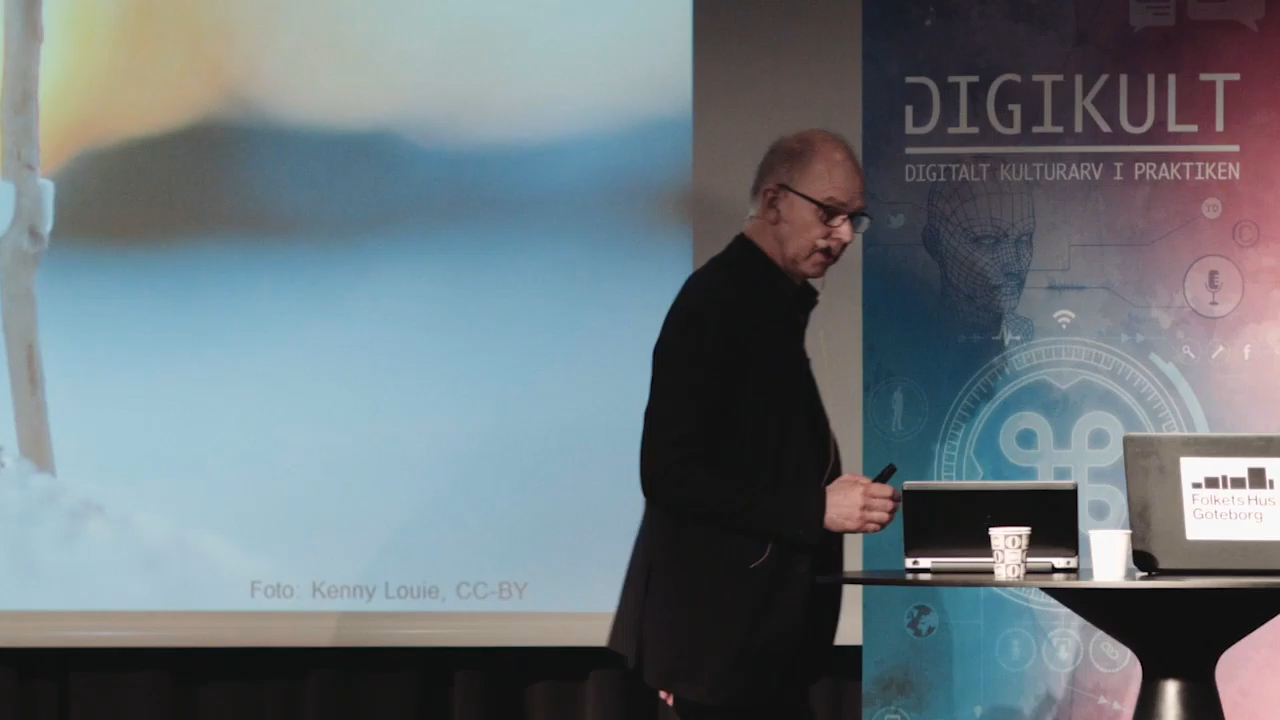 DIGIKULT
DIGITALT KULTURARV I PRAKTIKEN
Folkets Hus
Göteborg
Foto: Kenny Louie, CC-BY